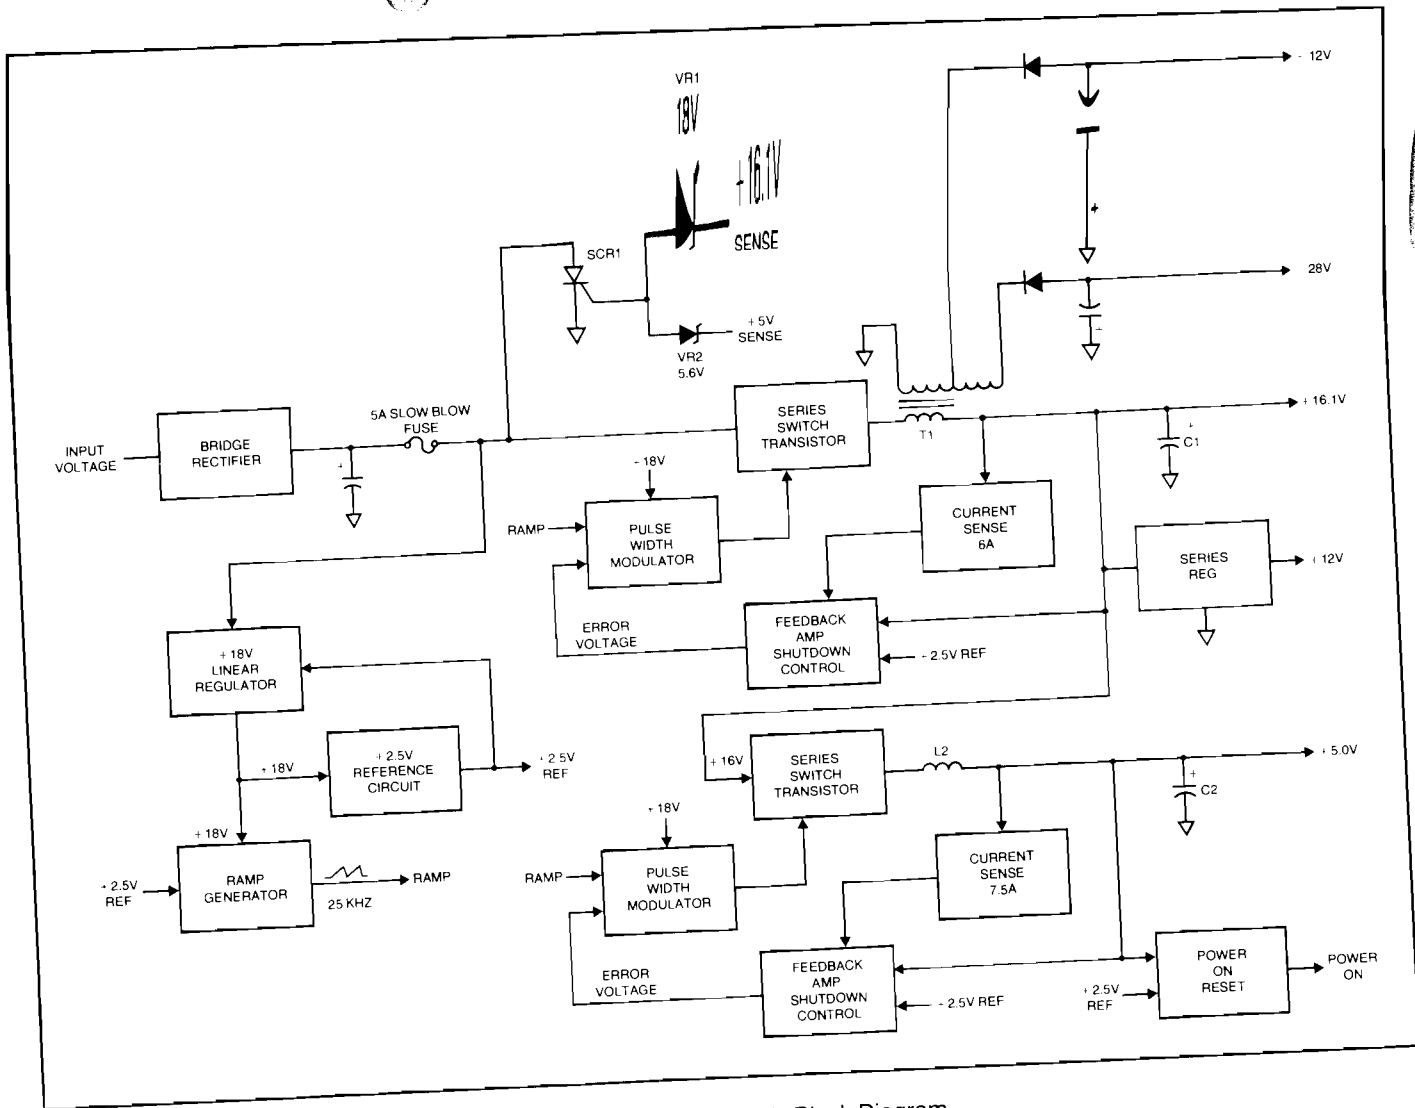 - 12V
VR1
18V
+16.1V
SENSE
SCR1
28V
+5V
SENSE
VR2
5.6V
5A SLOW BLOW
FUSE
SERIES
SWITCH
TRANSISTOR
T1
+16.1V
+
C1
INPUT
VOLTAGE
BRIDGE
RECTIFIER
+
+18V
RAMP
PULSE
WIDTH
MODULATOR
CURRENT
SENSE
6A
SERIES
REG
+12V
ERROR
VOLTAGE
FEEDBACK
AMP
SHUTDOWN
CONTROL
+2.5V REF
+18V
LINEAR
REGULATOR
+18V
+2.5V
REFERENCE
CIRCUIT
+2.5V
REF
+16V
SERIES
SWITCH
TRANSISTOR
L2
+5.0V
+
C2
+18V
+2.5V
REF
RAMP
GENERATOR
25 KHZ
RAMP
+18V
RAMP
PULSE
WIDTH
MODULATOR
CURRENT
SENSE
7.5A
ERROR
VOLTAGE
FEEDBACK
AMP
SHUTDOWN
CONTROL
+2.5V REF
+2.5V
REF
POWER
ON
RESET
POWER
ON
Block Diagram